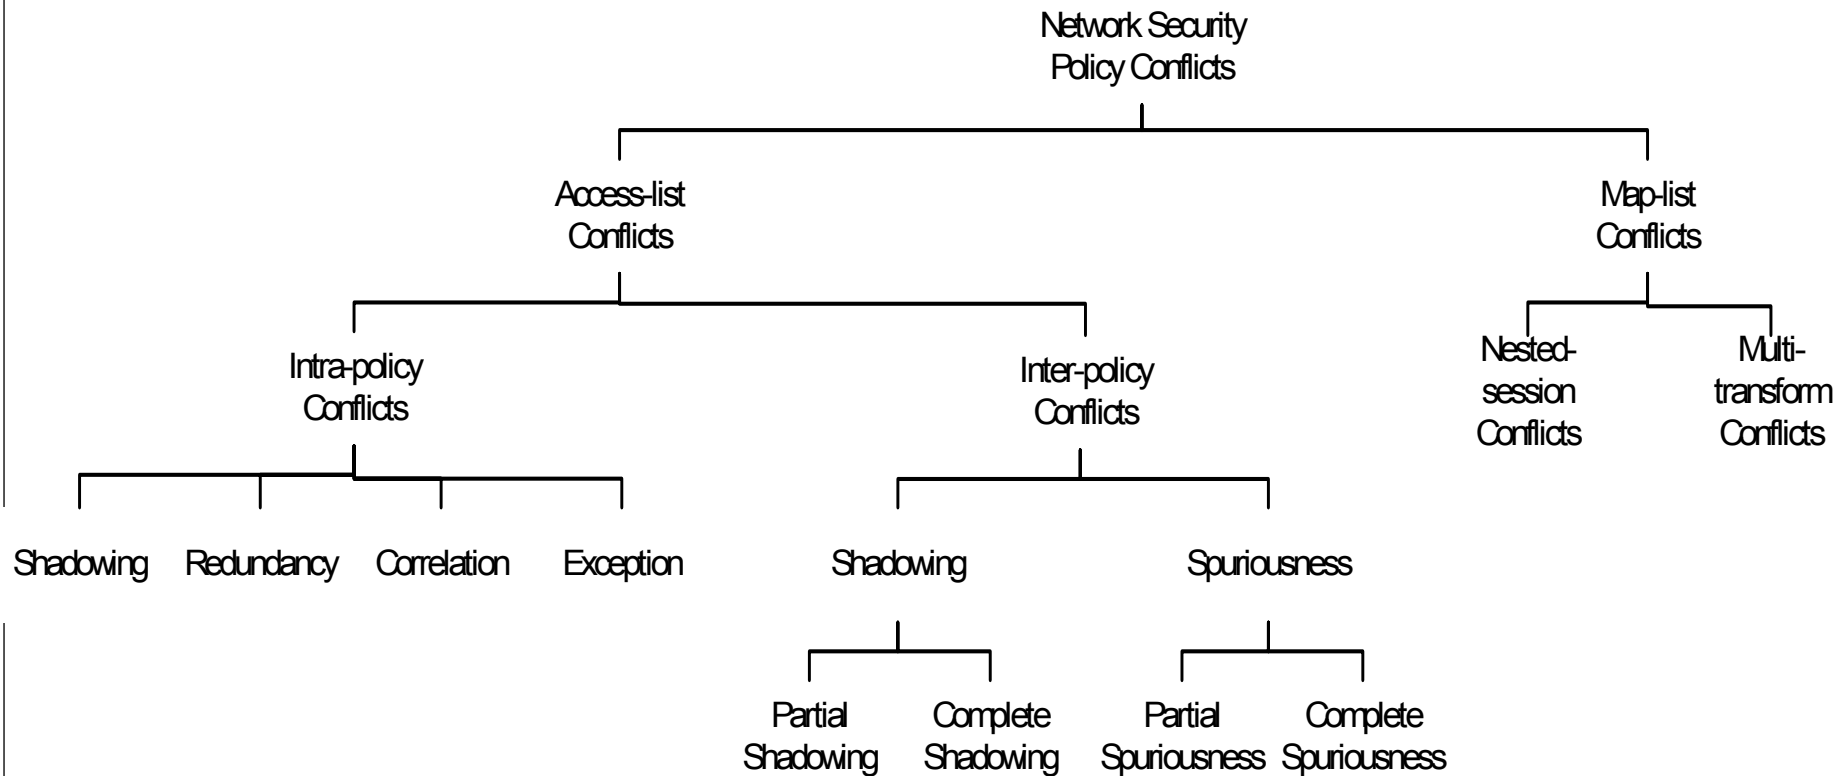 Network Security
Policy Conflicts
Access-list
Conflicts
Map-list
Conflicts
Intra-policy
Conflicts
Inter-policy
Conflicts
Nested-
session
Conflicts
Multi-
transform
Conflicts
Shadowing
Redundancy
Correlation
Exception
Shadowing
Spuriousness
Partial
Shadowing
Complete
Shadowing
Partial
Spuriousness
Complete
Spuriousness